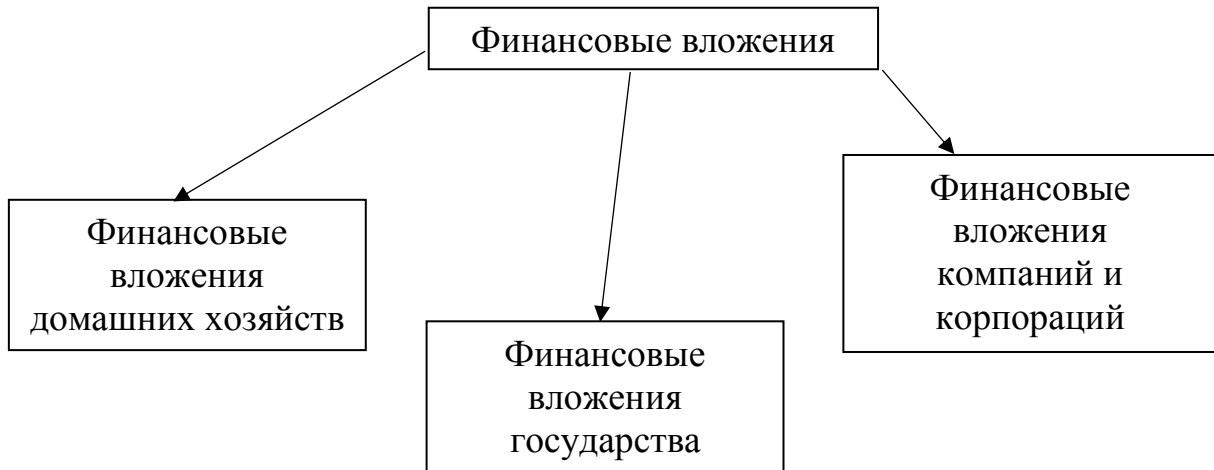 Финансовые вложения
Финансовые
вложения
домашних хозяйств
Финансовые
вложения
государства
Финансовые
вложения
компаний и
корпораций